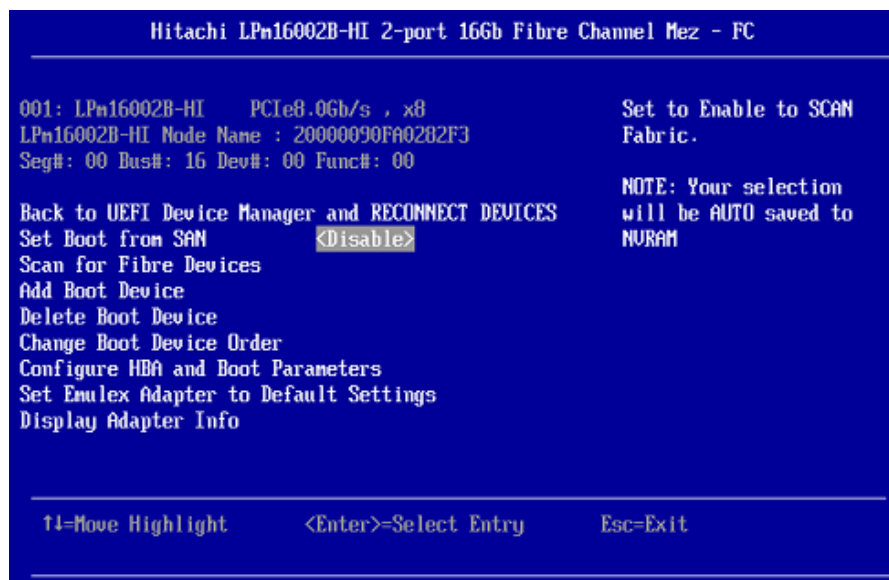 Hitachi LPm16002B-HI 2-port 16Gb Fibre Channel Mez - FC
001: LPm16002B-HI PCIe8.0Gb/s , x8
LPm16002B-HI Node Name : 20000090FA0282F3
Seg#: 00 Bus#: 16 Dev#: 00 Func#: 00
Back to UEFI Device Manager and RECONNECT DEVICES
Set Boot from SAN <Disable>
Scan for Fibre Devices
Add Boot Device
Delete Boot Device
Change Boot Device Order
Configure HBA and Boot Parameters
Set Emulex Adapter to Default Settings
Display Adapter Info
Set to Enable to SCAN
Fabric.
NOTE: Your selection
will be AUTO saved to
NVRAM
↑↓=Move Highlight <Enter>=Select Entry Esc=Exit